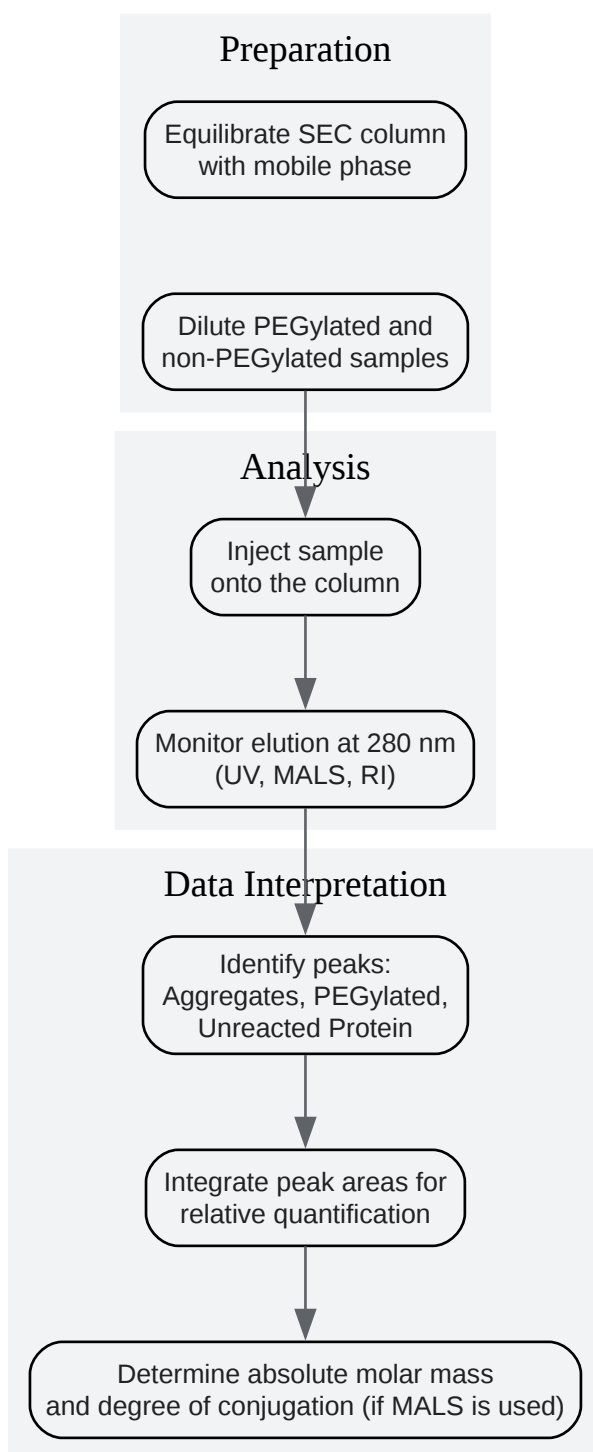 Preparation
Equilibrate SEC column
with mobile phase
Dilute PEGylated and
non-PEGylated samples
Analysis
Inject sample
onto the column
Monitor elution at 280 nm
(UV, MALS, RI)
Data Interpretation
Identify peaks:
Aggregates, PEGylated,
Unreacted Protein
Integrate peak areas for
relative quantification
Determine absolute molar mass
and degree of conjugation (if MALS is used)